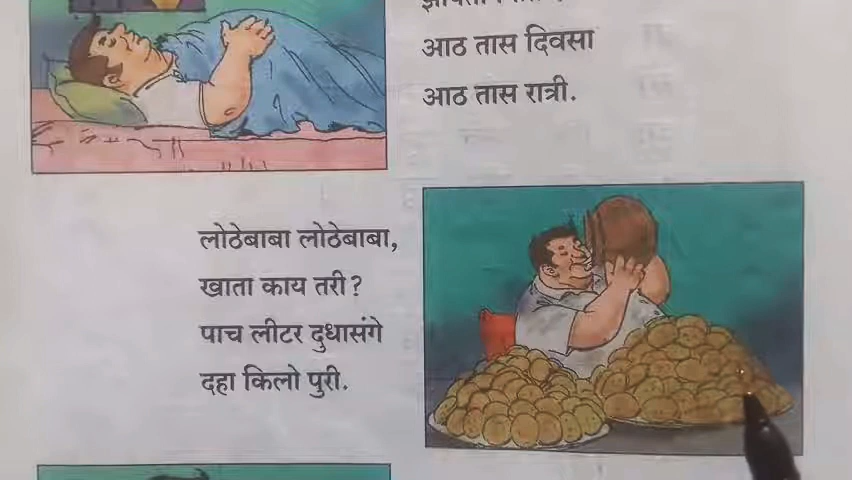 आठ तास दिवसा
आठ तास रात्री.
लोठेबाबा लोठेबाबा,
खाता काय तरी?
पाच लीटर दुधासंगे
दहा किलो पुरी.